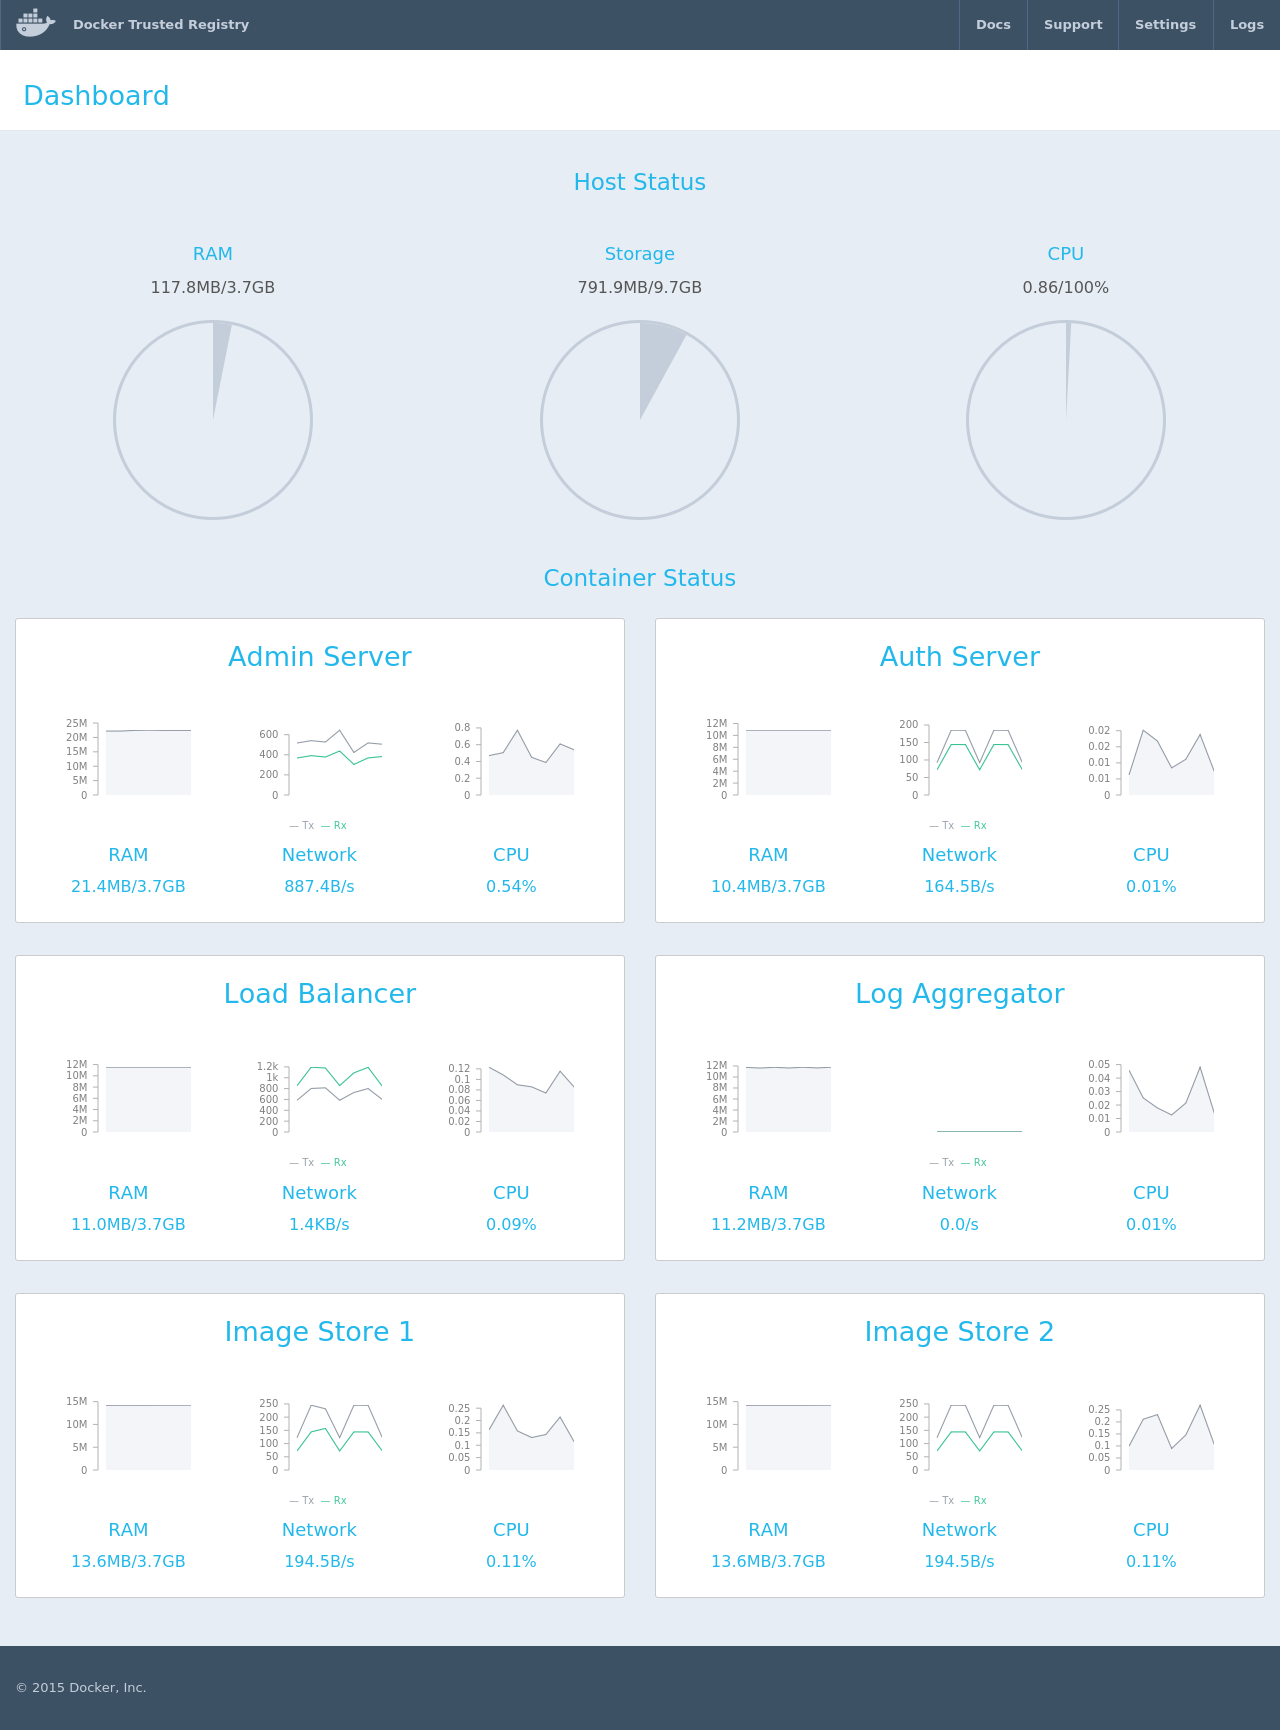 Docker Trusted Registry Docs Support Settings Logs
Dashboard
Host Status
RAM Storage CPU
117.8MB/3.7GB 791.9MB/9.7GB 0.86/100%
Container Status
Admin Server
25M
20M
15M
10M
5M
0
600
400
200
0
0.8
0.6
0.4
0.2
0
— Tx — Rx
RAM Network CPU
21.4MB/3.7GB 887.4B/s 0.54%
Auth Server
12M
10M
8M
6M
4M
2M
0
200
150
100
50
0
0.02
0.02
0.01
0.01
0
— Tx — Rx
RAM Network CPU
10.4MB/3.7GB 164.5B/s 0.01%
Load Balancer
12M
10M
8M
6M
4M
2M
0
1.2k
1k
800
600
400
200
0
0.12
0.1
0.08
0.06
0.04
0.02
0
— Tx — Rx
RAM Network CPU
11.0MB/3.7GB 1.4KB/s 0.09%
Log Aggregator
12M
10M
8M
6M
4M
2M
0
0.05
0.04
0.03
0.02
0.01
0
— Tx — Rx
RAM Network CPU
11.2MB/3.7GB 0.0/s 0.01%
Image Store 1
15M
10M
5M
0
250
200
150
100
50
0
0.25
0.2
0.15
0.1
0.05
0
— Tx — Rx
RAM Network CPU
13.6MB/3.7GB 194.5B/s 0.11%
Image Store 2
15M
10M
5M
0
250
200
150
100
50
0
0.25
0.2
0.15
0.1
0.05
0
— Tx — Rx
RAM Network CPU
13.6MB/3.7GB 194.5B/s 0.11%
© 2015 Docker, Inc.